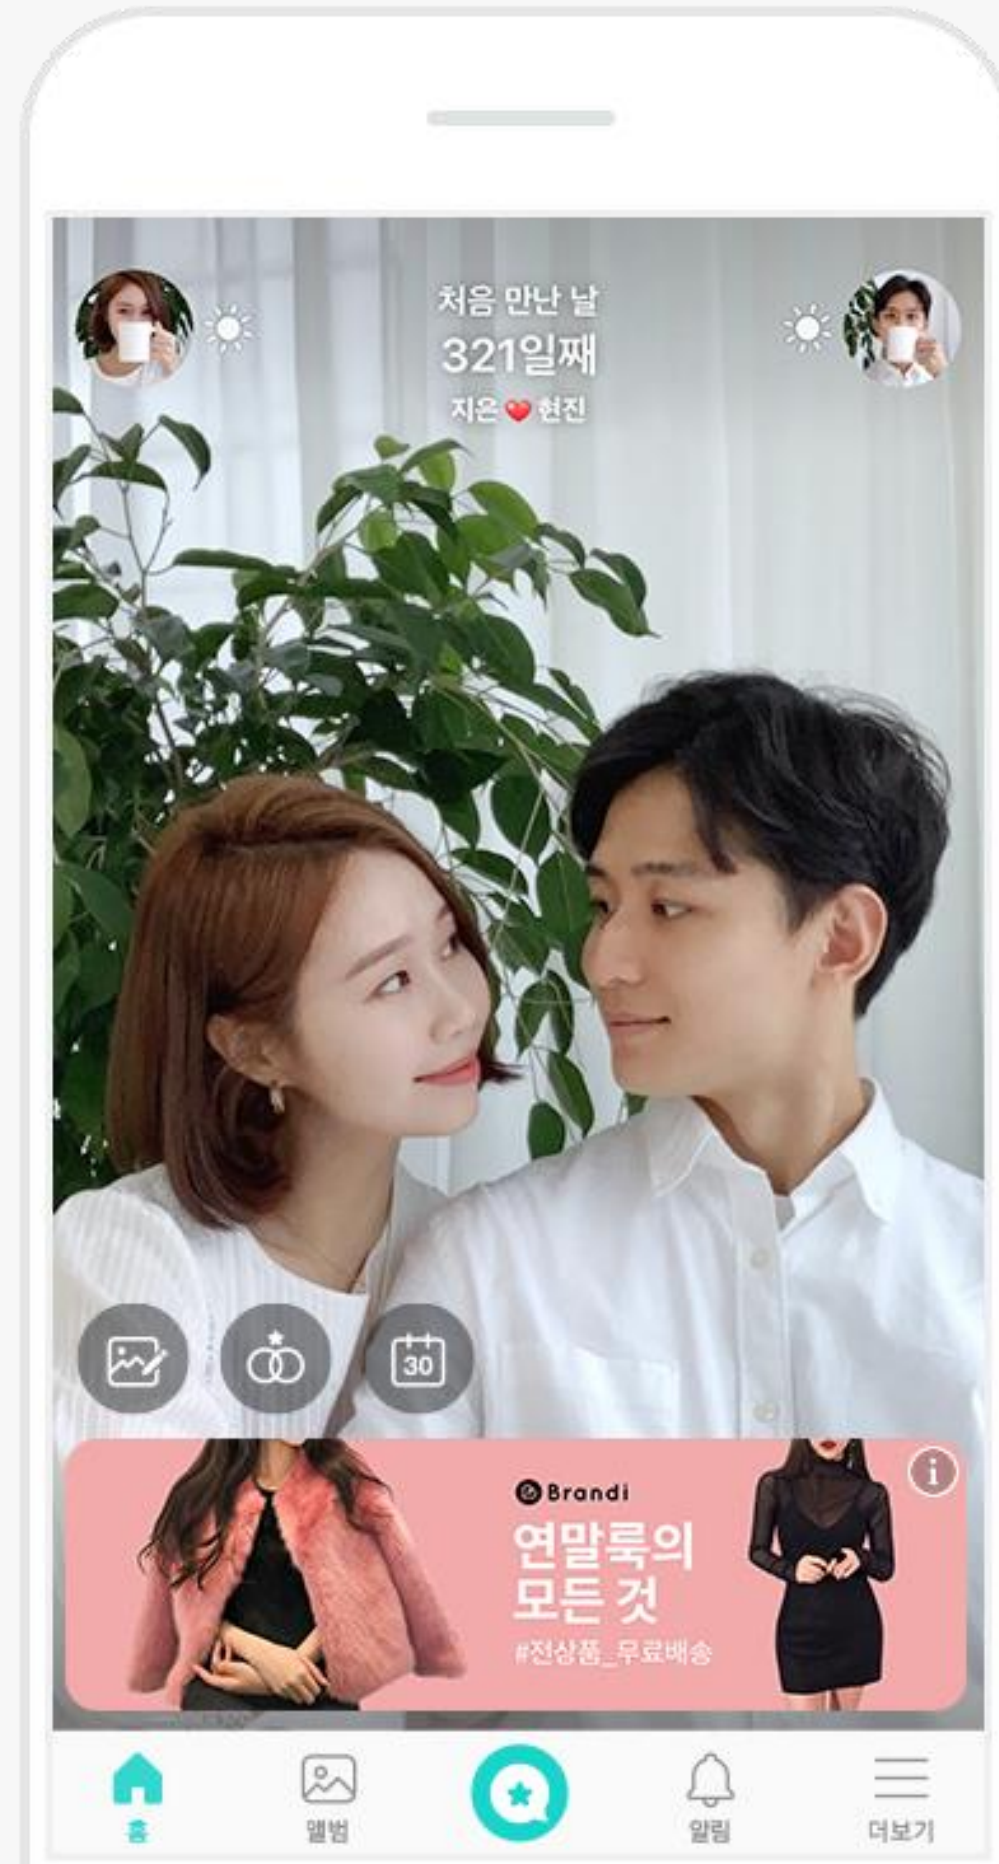 처음 만난 날
321일째
지은 ❤️ 현진
30
Brandi
i
연말룩의
모든 것
#전상품_무료배송
홈
앨범
알림
더보기